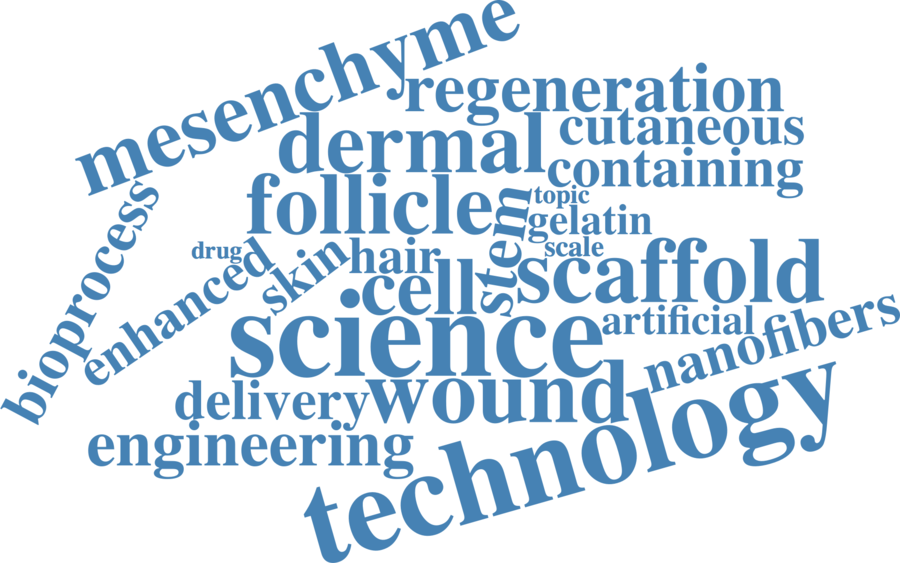 mesenchyme
regeneration
dermal
cutaneous
containing
follicle
topic
gelatin
stem
scale
bioprocess
drug
enhanced
skin
hair
cell
scaffold
science
artificial
nanofibers
delivery
wound
engineering
technology